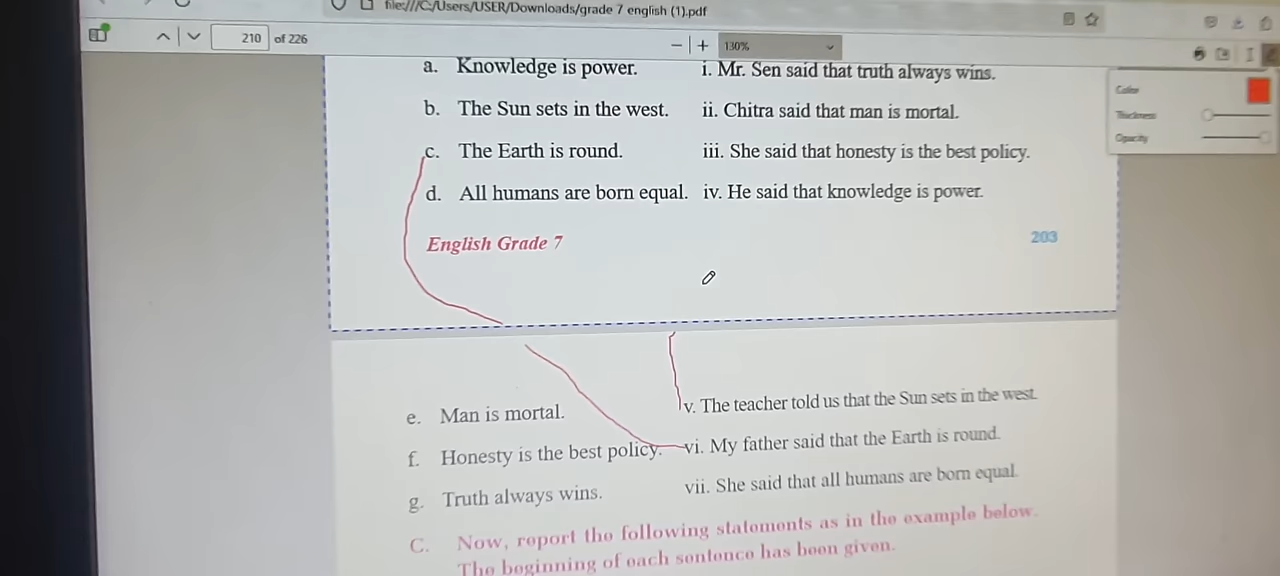 file:///C:/Users/USER/Downloads/grade 7 english (1).pdf
210 of 226
130%
Color
Thickness
Opacity
a. Knowledge is power. i. Mr. Sen said that truth always wins.
b. The Sun sets in the west. ii. Chitra said that man is mortal.
c. The Earth is round. iii. She said that honesty is the best policy.
d. All humans are born equal. iv. He said that knowledge is power.
English Grade 7 203
e. Man is mortal. v. The teacher told us that the Sun sets in the west.
f. Honesty is the best policy. vi. My father said that the Earth is round.
g. Truth always wins. vii. She said that all humans are born equal.
C. Now, report the following statements as in the example below.
The beginning of each sentence has been given.